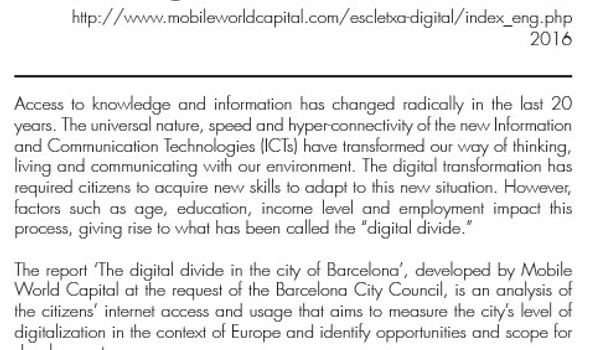 http://www.mobileworldcapital.com/escletxa-digital/index_eng.php
2016
Access to knowledge and information has changed radically in the last 20
years. The universal nature, speed and hyper-connectivity of the new Information
and Communication Technologies (ICTs) have transformed our way of thinking,
living and communicating with our environment. The digital transformation has
required citizens to acquire new skills to adapt to this new situation. However,
factors such as age, education, income level and employment impact this
process, giving rise to what has been called the “digital divide.”
The report ‘The digital divide in the city of Barcelona’, developed by Mobile
World Capital at the request of the Barcelona City Council, is an analysis of
the citizens’ internet access and usage that aims to measure the city’s level of
digitalization in the context of Europe and identify opportunities and scope for